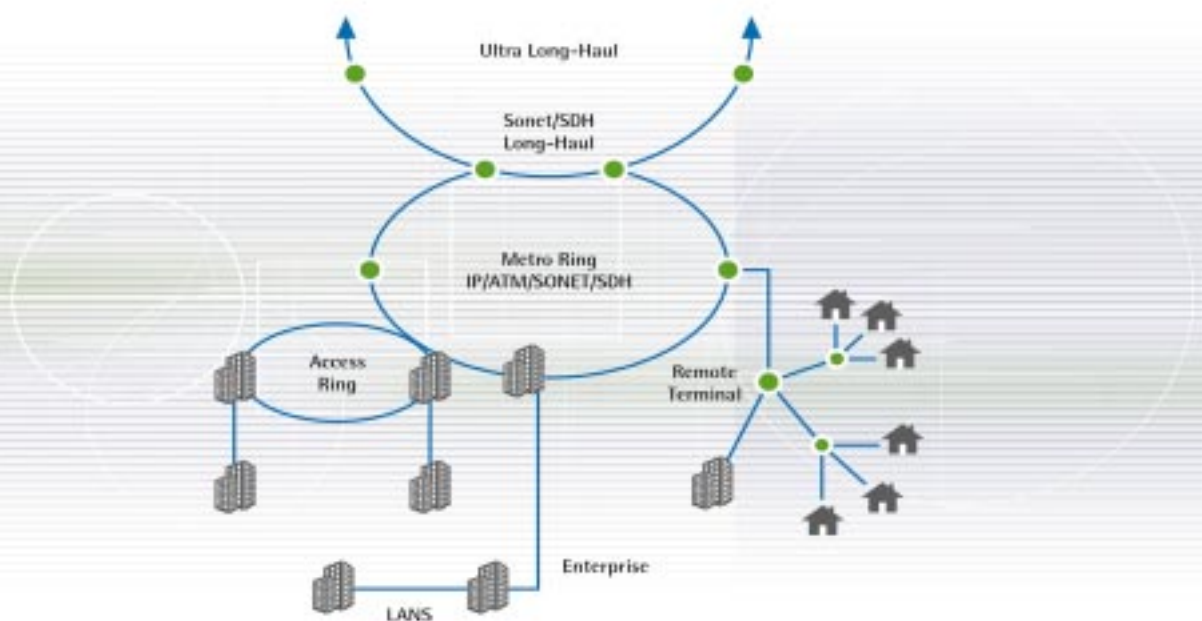 Ultra Long-Haul
Sonet/SDH
Long-Haul
Metro Ring
IP/ATM/SONET/SDH
Access
Ring
Remote
Terminal
Enterprise
LANS